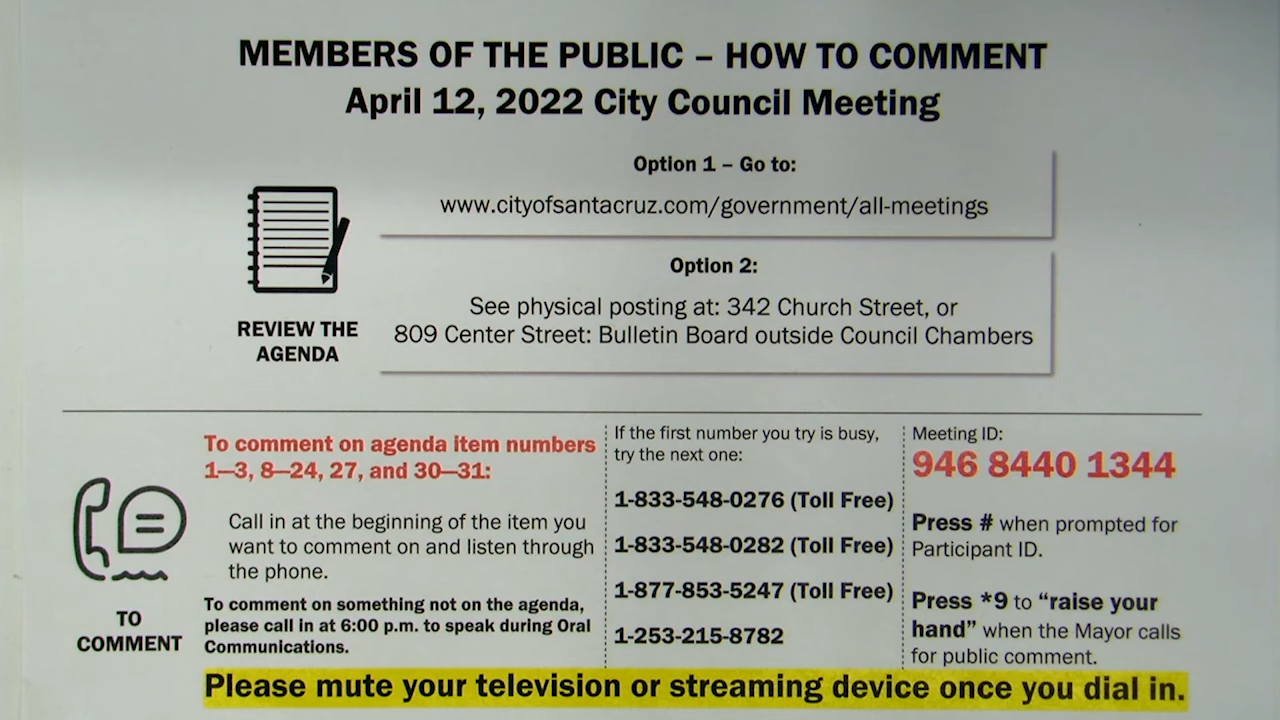 MEMBERS OF THE PUBLIC – HOW TO COMMENT
April 12, 2022 City Council Meeting
Option 1 – Go to:
www.cityofsantacruz.com/government/all-meetings
Option 2:
See physical posting at: 342 Church Street, or
809 Center Street: Bulletin Board outside Council Chambers
REVIEW THE
AGENDA
To comment on agenda item numbers
1—3, 8—24, 27, and 30—31:
Call in at the beginning of the item you
want to comment on and listen through
the phone.
To comment on something not on the agenda,
please call in at 6:00 p.m. to speak during Oral
Communications.
TO
COMMENT
If the first number you try is busy,
try the next one:
1-833-548-0276 (Toll Free)
1-833-548-0282 (Toll Free)
1-877-853-5247 (Toll Free)
1-253-215-8782
Meeting ID:
946 8440 1344
Press # when prompted for
Participant ID.
Press *9 to “raise your
hand” when the Mayor calls
for public comment.
Please mute your television or streaming device once you dial in.